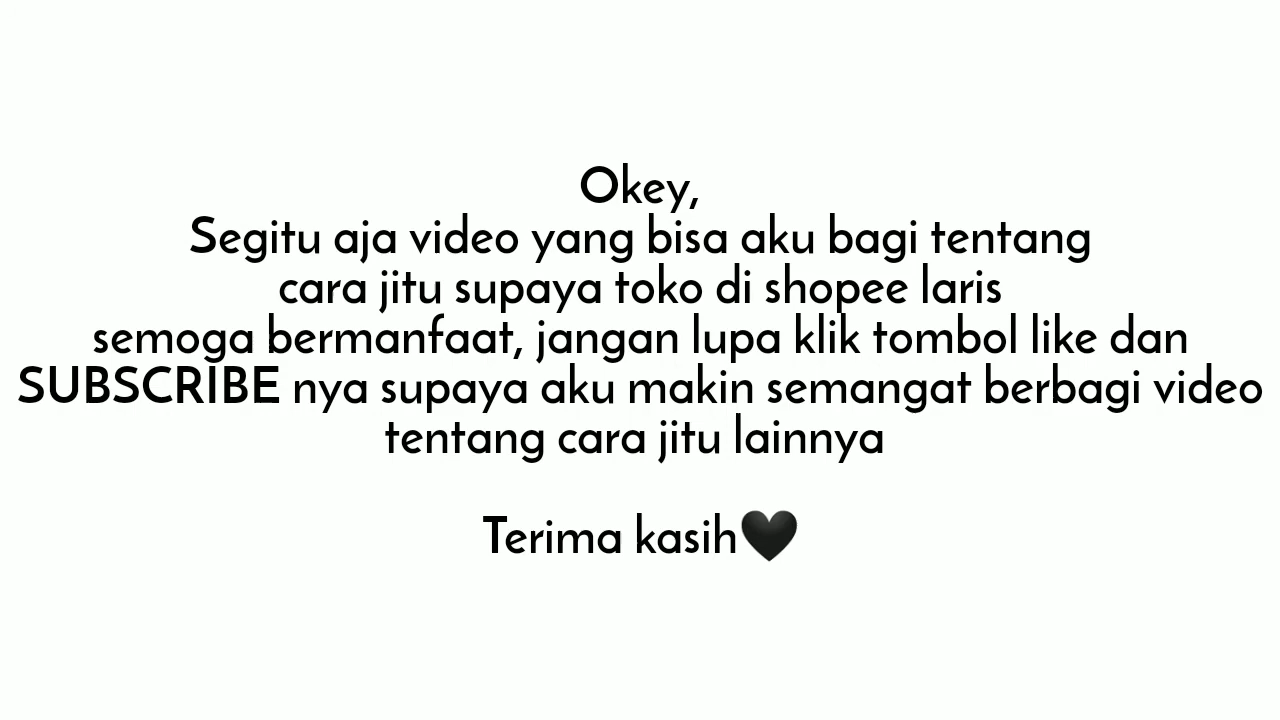 Okey,
Segitu aja video yang bisa aku bagi tentang
cara jitu supaya toko di shopee laris
semoga bermanfaat, jangan lupa klik tombol like dan
SUBSCRIBE nya supaya aku makin semangat berbagi video
tentang cara jitu lainnya
Terima kasih🖤